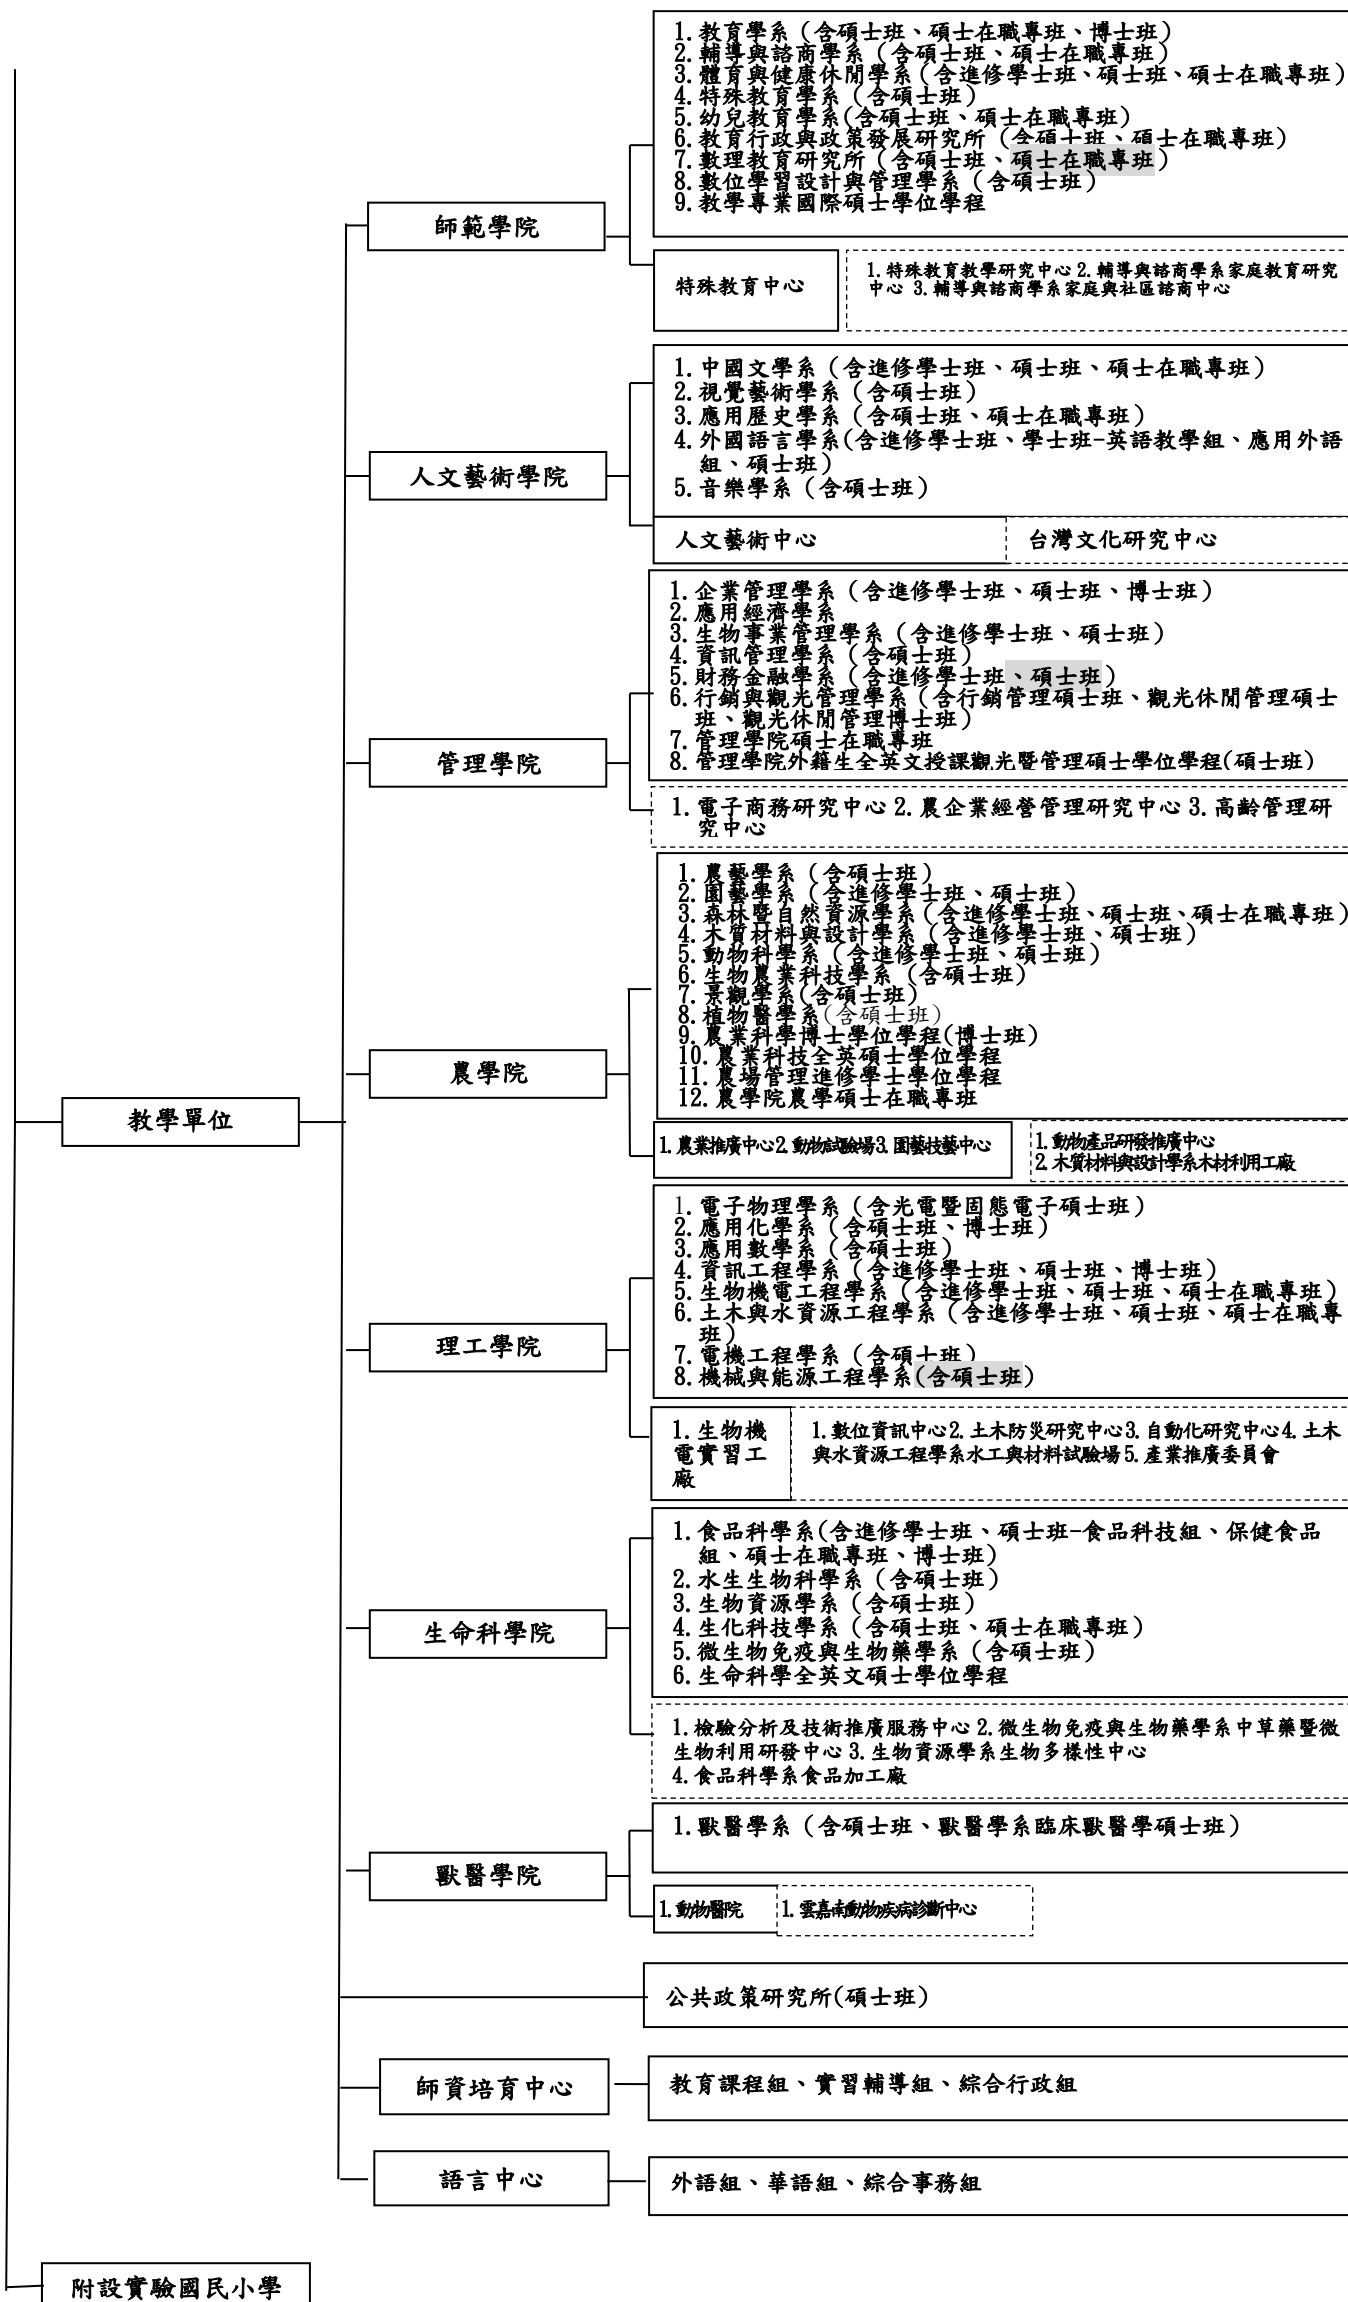 1.教育學系（含碩士班、碩士在職專班、博士班）
2.輔導與諮商學系（含碩士班、碩士在職專班）
3.體育與健康休閒學系(含進修學士班、碩士班、碩士在職專班)
4.特殊教育學系（含碩士班）
5.幼兒教育學系(含碩士班、碩士在職專班)
6.教育行政與政策發展研究所（含碩士班、碩士在職專班）
7.數理教育研究所（含碩士班、碩士在職專班）
8.數位學習設計與管理學系（含碩士班）
9.教學專業國際碩士學位學程
師範學院
特殊教育中心
1.特殊教育教學研究中心 2.輔導與諮商學系家庭教育研究
中心 3.輔導與諮商學系家庭與社區諮商中心
1.中國文學系（含進修學士班、碩士班、碩士在職專班）
2.視覺藝術學系（含碩士班）
3.應用歷史學系（含碩士班、碩士在職專班）
4.外國語言學系(含進修學士班、學士班-英語教學組、應用外語
組、碩士班)
5.音樂學系（含碩士班）
人文藝術學院
人文藝術中心
台灣文化研究中心
1.企業管理學系（含進修學士班、碩士班、博士班）
2.應用經濟學系
3.生物事業管理學系（含進修學士班、碩士班）
4.資訊管理學系（含碩士班）
5.財務金融學系（含進修學士班、碩士班）
6.行銷與觀光管理學系（含行銷管理碩士班、觀光休閒管理碩士
班、觀光休閒管理博士班）
7.管理學院碩士在職專班
8.管理學院外籍生全英文授課觀光暨管理碩士學位學程(碩士班)
管理學院
1.電子商務研究中心 2.農企業經營管理研究中心 3.高齡管理研
究中心
1.農藝學系（含碩士班）
2.園藝學系（含進修學士班、碩士班）
3.森林暨自然資源學系(含進修學士班、碩士班、碩士在職專班)
4.木質材料與設計學系（含進修學士班、碩士班）
5.動物科學系（含進修學士班、碩士班）
6.生物農業科技學系（含碩士班）
7.景觀學系(含碩士班)
8.植物醫學系(含碩士班)
9.農業科學博士學位學程(博士班)
10.農業科技全英碩士學位學程
11.農場管理進修學士學位學程
12.農學院農學碩士在職專班
農學院
教學單位
1.農業推廣中心2.動物試驗場3.園藝技藝中心
1.動物產品研發推廣中心
2.木質材料與設計學系木材利用工廠
1.電子物理學系（含光電暨固態電子碩士班）
2.應用化學系（含碩士班、博士班）
3.應用數學系（含碩士班）
4.資訊工程學系（含進修學士班、碩士班、博士班）
5.生物機電工程學系（含進修學士班、碩士班、碩士在職專班）
6.土木與水資源工程學系（含進修學士班、碩士班、碩士在職專
班）
7.電機工程學系（含碩士班）
8.機械與能源工程學系(含碩士班)
理工學院
1.生物機
電實習工
廠
1.數位資訊中心2.土木防災研究中心3.自動化研究中心4.土木
與水資源工程學系水工與材料試驗場5.產業推廣委員會
1.食品科學系(含進修學士班、碩士班-食品科技組、保健食品
組、碩士在職專班、博士班)
2.水生生物科學系（含碩士班）
3.生物資源學系（含碩士班）
4.生化科技學系（含碩士班、碩士在職專班）
5.微生物免疫與生物藥學系（含碩士班）
6.生命科學全英文碩士學位學程
生命科學院
1.檢驗分析及技術推廣服務中心 2.微生物免疫與生物藥學系中草藥暨微
生物利用研發中心 3.生物資源學系生物多樣性中心
4.食品科學系食品加工廠
1.獸醫學系（含碩士班、獸醫學系臨床獸醫學碩士班）
獸醫學院
1.動物醫院
1.雲嘉南動物疾病診斷中心
公共政策研究所(碩士班)
師資培育中心
教育課程組、實習輔導組、綜合行政組
語言中心
外語組、華語組、綜合事務組
附設實驗國民小學